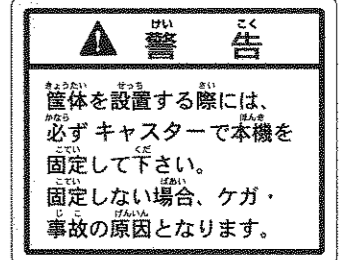 警告
筐体を設置する際には、
必ずキャスターで本機を
固定して下さい。
固定しない場合、ケガ・
事故の原因となります。